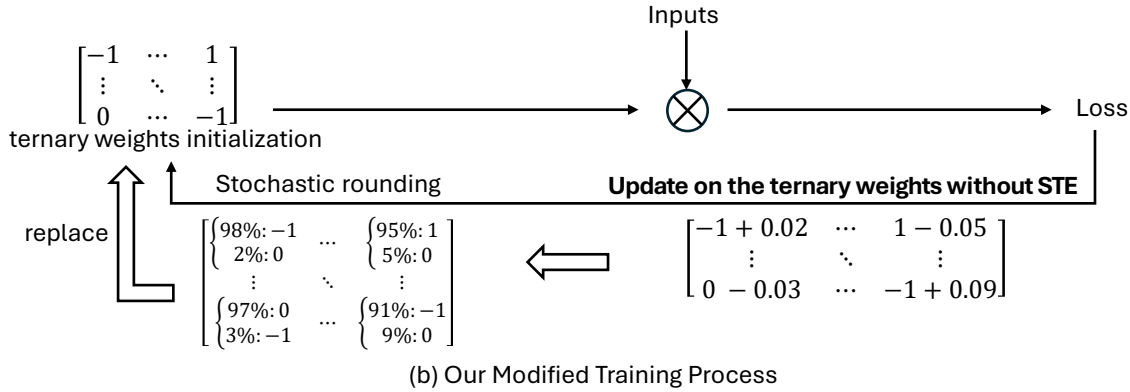 Inputs
[−1 ⋯ 1]
[⋮ ⋱ ⋮]
[0 ⋯ −1]
Loss
ternary weights initialization
Stochastic rounding
Update on the ternary weights without STE
replace
[{98%: −1 2%: 0 ⋯ {95%: 1 5%: 0]
[⋮ ⋱ ⋮]
[{97%: 0 3%: −1 ⋯ {91%: −1 9%: 0]
[−1 + 0.02 ⋯ 1 − 0.05]
[⋮ ⋱ ⋮]
[0 − 0.03 ⋯ −1 + 0.09]
(b) Our Modified Training Process